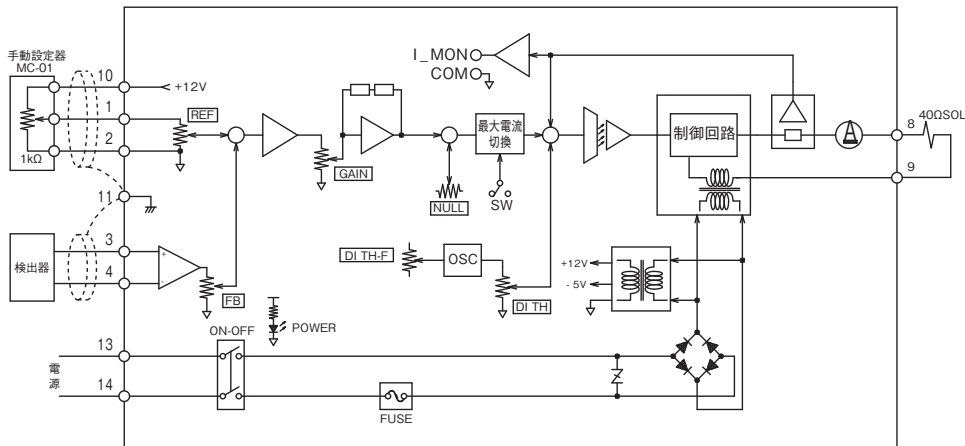 手動設定器
MC-01
10
+12V
1
REF
2
1kΩ
11
検出器
3
4
+
-
FB
GAIN
NULL
I_MON
COM
最大電流
切換
SW
DI TH-F
OSC
DI TH
制御回路
A
8
40ΩSOL
9
+12V
- 5V
POWER
ON-OFF
電
源
13
14
FUSE